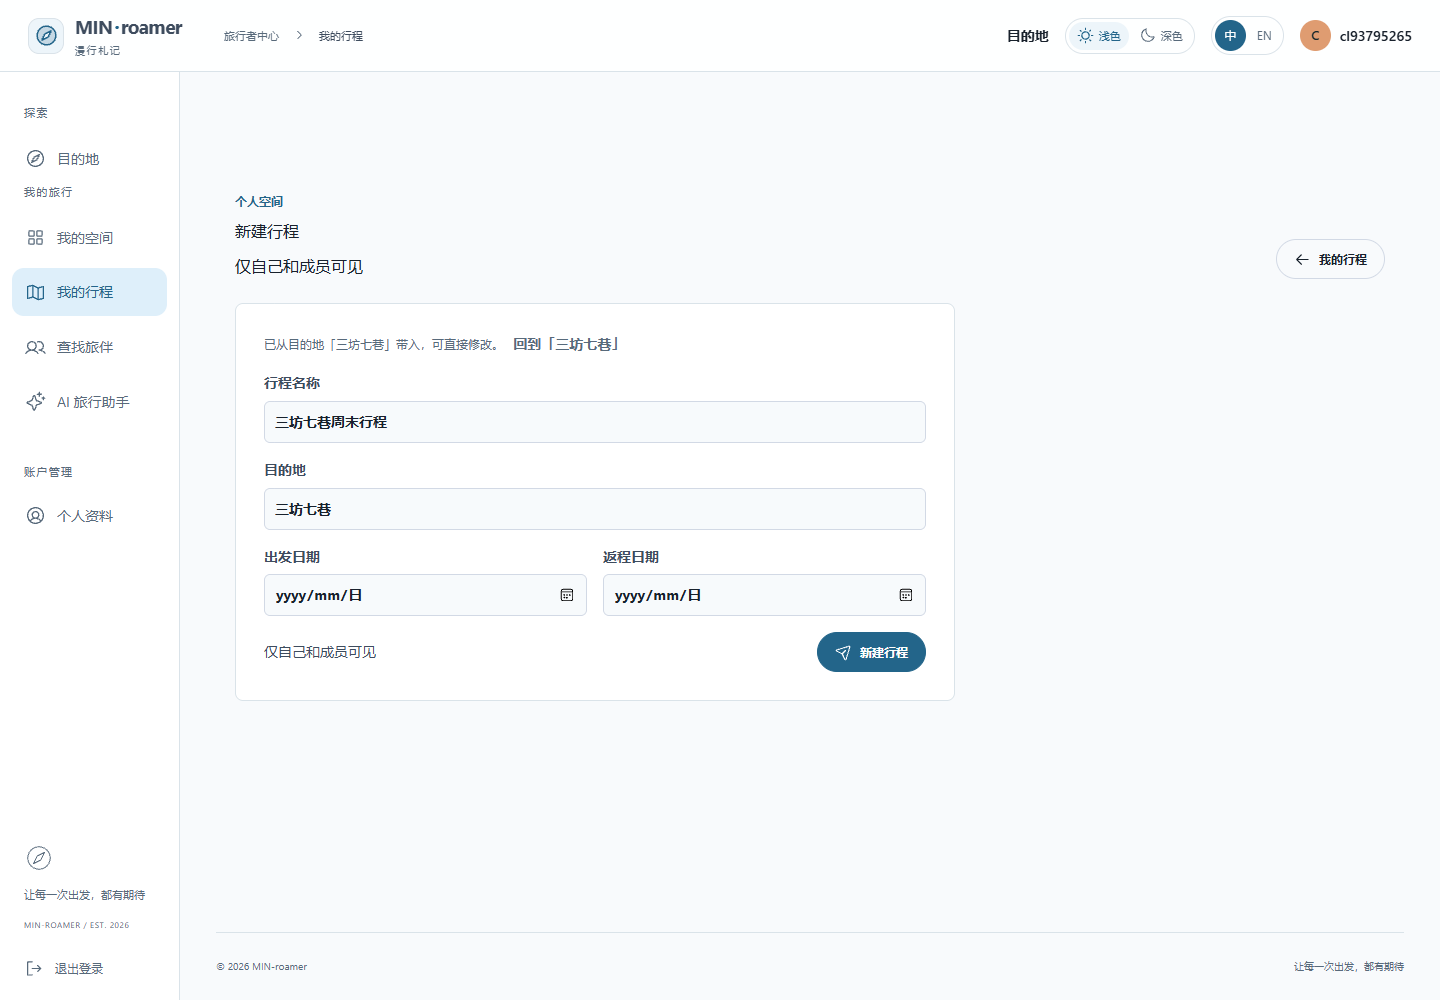 MIN·roamer
漫行札记
旅行者中心
我的行程
目的地
浅色
深色
中
EN
C
cl93795265
探索
目的地
我的旅行
我的空间
我的行程
查找旅伴
AI 旅行助手
账户管理
个人资料
让每一次出发，都有期待
MIN-ROAMER / EST. 2026
退出登录
个人空间
新建行程
仅自己和成员可见
我的行程
已从目的地「三坊七巷」带入，可直接修改。 回到「三坊七巷」
行程名称
三坊七巷周末行程
目的地
三坊七巷
出发日期
返程日期
yyyy/mm/日
yyyy/mm/日
仅自己和成员可见
新建行程
© 2026 MIN-roamer
让每一次出发，都有期待